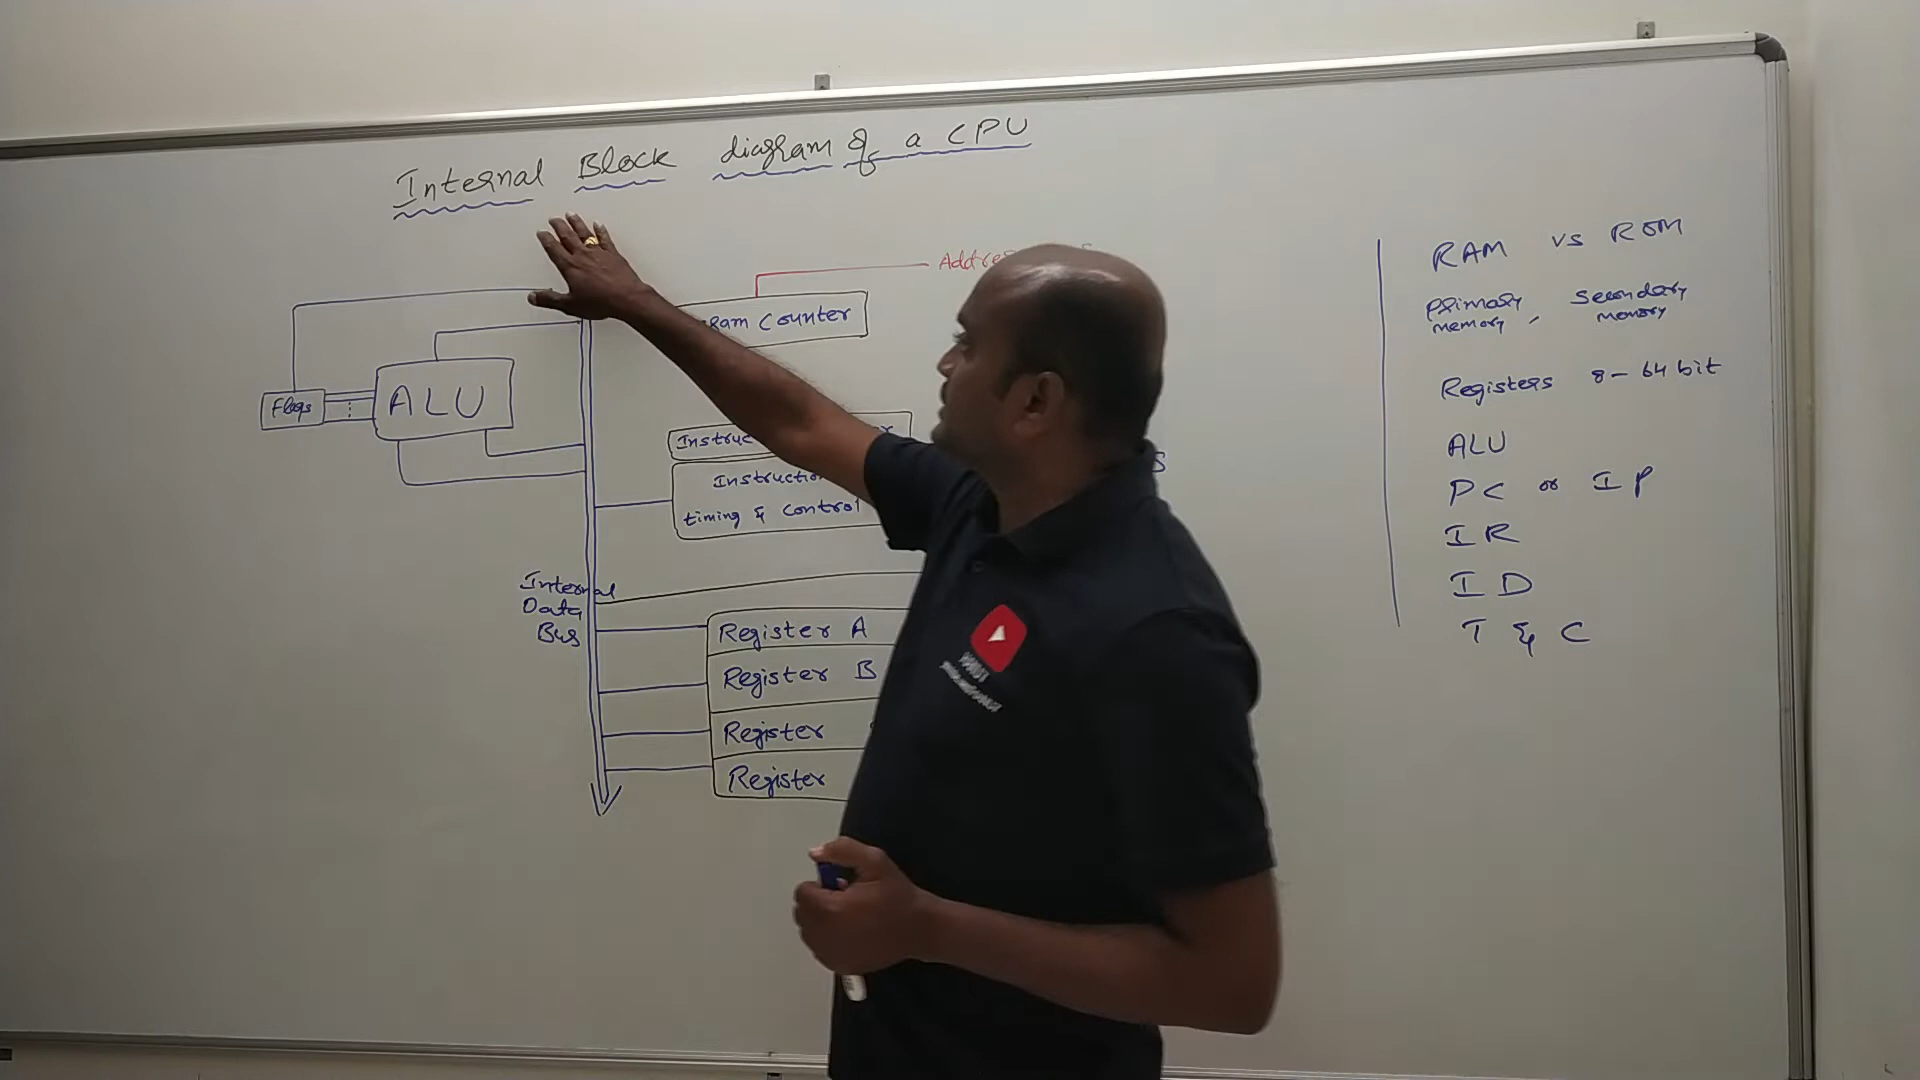 Internal Block diagram of a CPU
Address
ram Counter
ALU
Flags
Instruc
Instruction
timing & control
Internal
Data
Bus
Register A
Register B
Register
Register
RAM vs ROM
Primary memory, Secondary memory
Registers 8-64 bit
ALU
PC or IP
IR
ID
T & C